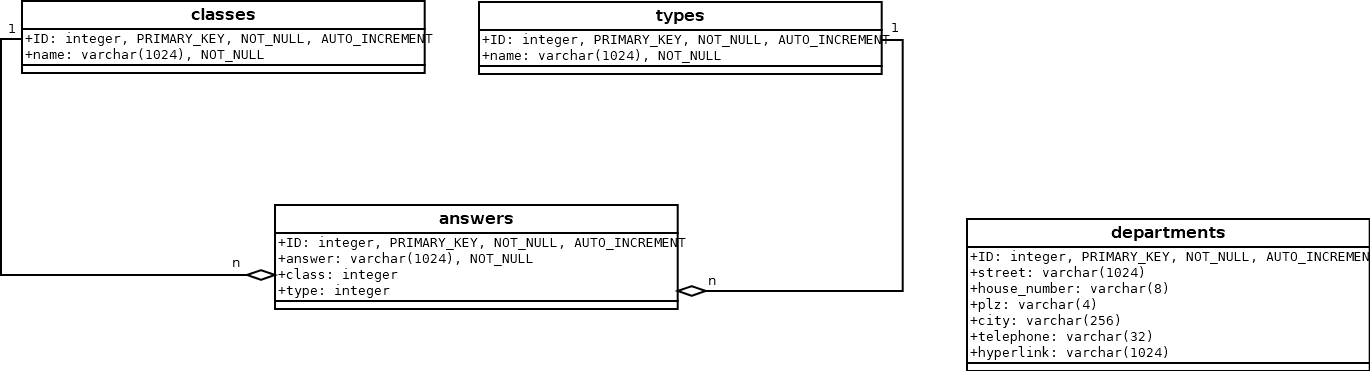 classes
1
+ID: integer, PRIMARY_KEY, NOT_NULL, AUTO_INCREMENT
+name: varchar(1024), NOT_NULL
types
1
+ID: integer, PRIMARY_KEY, NOT_NULL, AUTO_INCREMENT
+name: varchar(1024), NOT_NULL
answers
+ID: integer, PRIMARY_KEY, NOT_NULL, AUTO_INCREMENT
+answer: varchar(1024), NOT_NULL
+class: integer
+type: integer
n
n
departments
+ID: integer, PRIMARY_KEY, NOT_NULL, AUTO_INCREMEN
+street: varchar(1024)
+house_number: varchar(8)
+plz: varchar(4)
+city: varchar(256)
+telephone: varchar(32)
+hyperlink: varchar(1024)